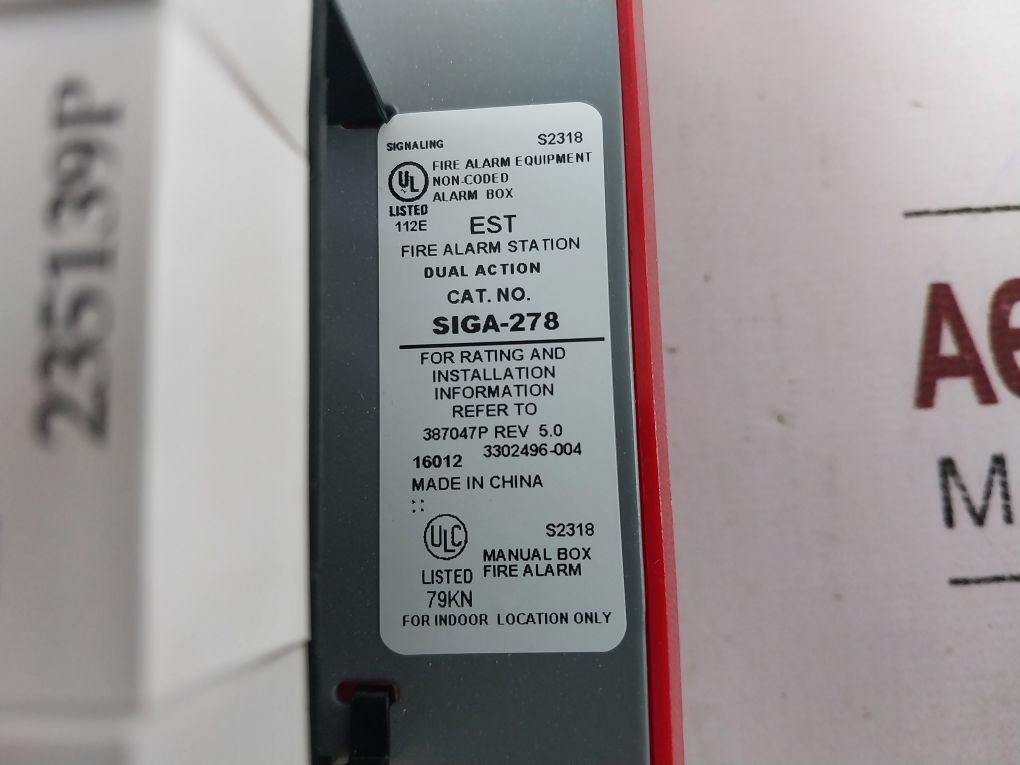 235139P
SIGNALING S2318
UL
FIRE ALARM EQUIPMENT
NON-CODED
ALARM BOX
LISTED
112E
EST
FIRE ALARM STATION
DUAL ACTION
CAT. NO.
SIGA-278
FOR RATING AND
INSTALLATION
INFORMATION
REFER TO
387047P REV 5.0
16012 3302496-004
MADE IN CHINA
ULC
S2318
MANUAL BOX
LISTED FIRE ALARM
79KN
FOR INDOOR LOCATION ONLY